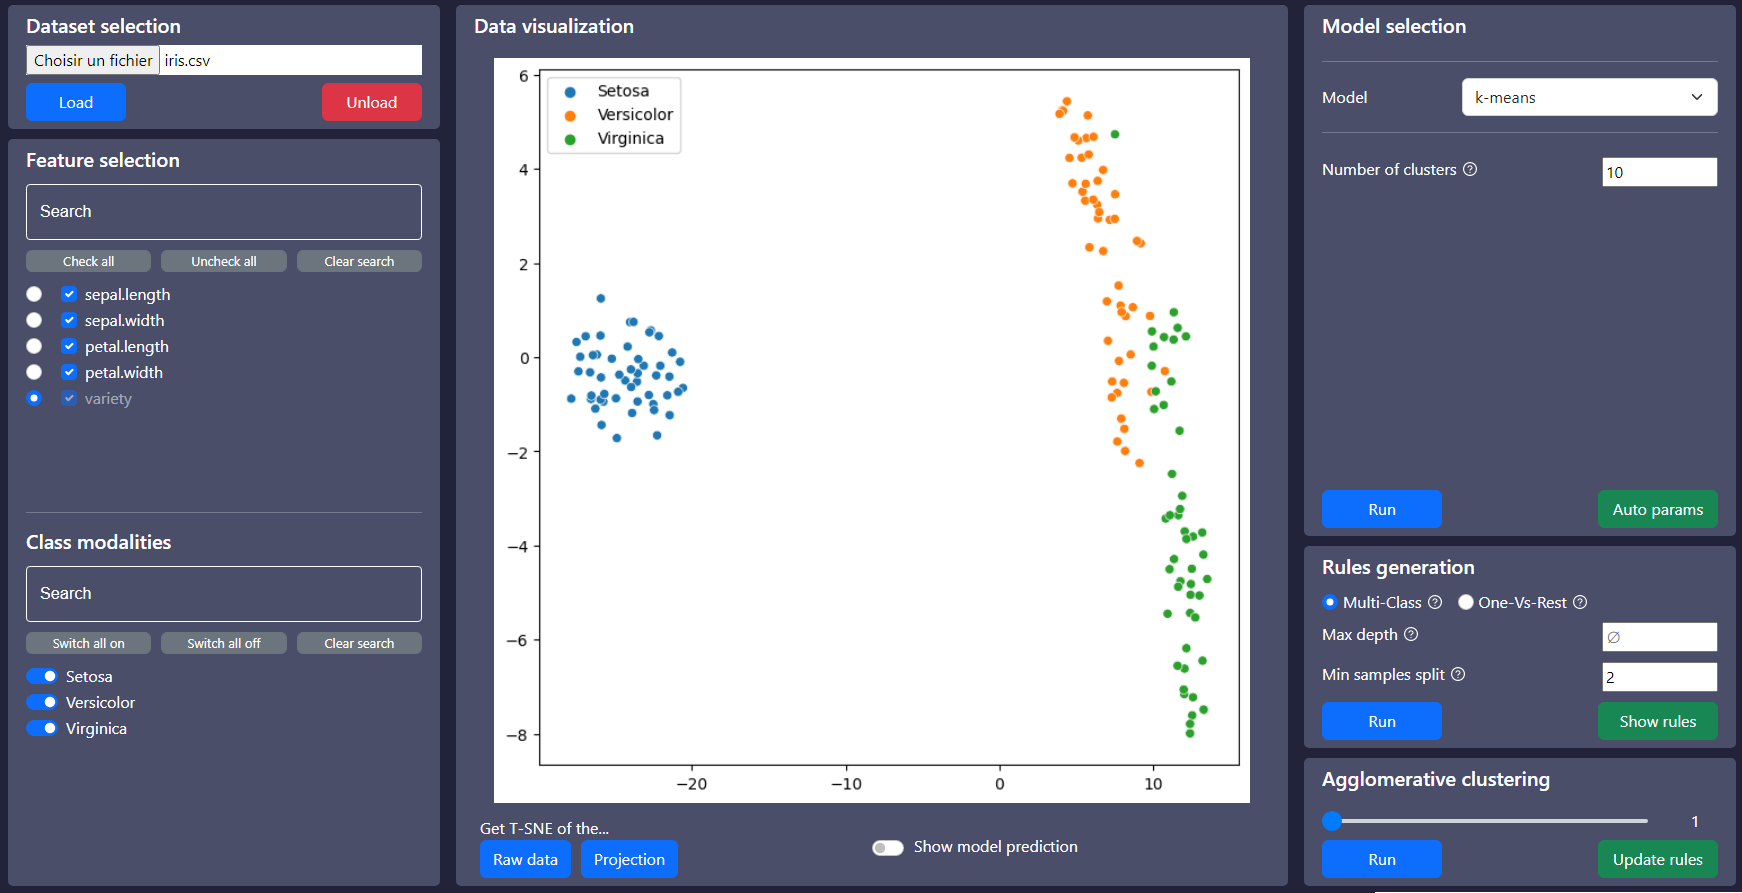 Dataset selection
Choisir un fichier iris.csv
Load Unload
Feature selection
Search
Check all Uncheck all Clear search
sepal.length
sepal.width
petal.length
petal.width
variety
Class modalities
Search
Switch all on Switch all off Clear search
Setosa
Versicolor
Virginica
Data visualization
Setosa
Versicolor
Virginica
6
4
2
0
−2
−4
−6
−8
−20 −10 0 10
Get T-SNE of the...
Raw data Projection
Show model prediction
Model selection
Model k-means
Number of clusters ? 10
Run Auto params
Rules generation
Multi-Class ? One-Vs-Rest ?
Max depth ? ∅
Min samples split ? 2
Run Show rules
Agglomerative clustering
1
Run Update rules